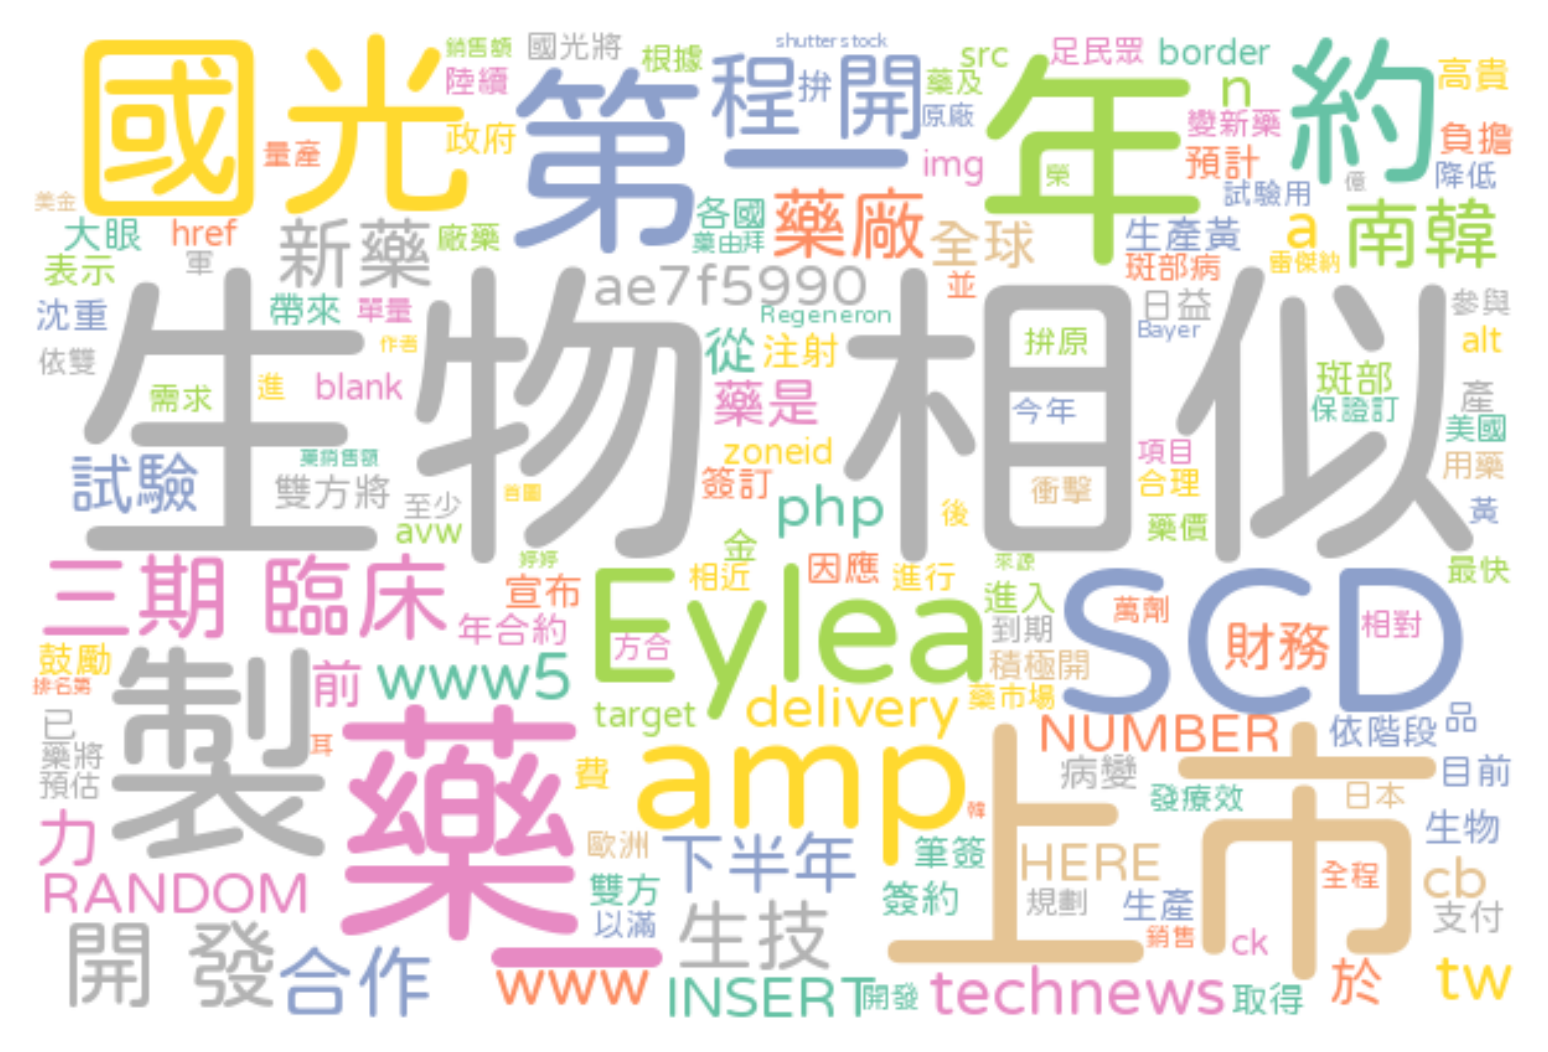 國光
銷售額
國光將
根據
shutterstock
src
足民眾
border
約
高貴
陸續
第一
程 開
拚
藥及
年
n
變新藥
政府
原廠
負擔
量產
img
預計
榮
試驗用
億
降低
美金
大眼
href
新藥
廠藥
各國
藥廠
全球
生產黃
a
南韓
軍
藥由拜
斑部病
雷傑納
表示
ae7f5990
並
沈重
帶來
單量
Regeneron
日益
參與
生物相似
作者
從
注射
拚原
Bayer
alt
依雙
需求
進
blank
藥是
今年
斑部
產
保證訂
美國
試驗
藥銷售額
zoneid
項目
用藥
雙方將
至少
首圖
簽訂
php
衝擊
合理
黃
avw
後
藥價
三期 臨床
婷婷
金
因應
來源
最快
宣布
相近
進行
進入
Eylea
SCD
萬劑
年合約
方合
到期
財務
相對
鼓勵
製
前
www5
積極開
排名第
target
delivery
藥市場
已
耳
藥一
NUMBER
依階段
品
藥將
費
amp
上市
病變
目前
預估
韓
發療效
日本
力
歐洲
下半年
筆簽
HERE
生物
RANDOM
雙方
簽約
規劃
生產
全程
cb
以滿
生技
支付
開 發
合作
銷售
ck
www
INSERT
開發
technews
取得
於
tw